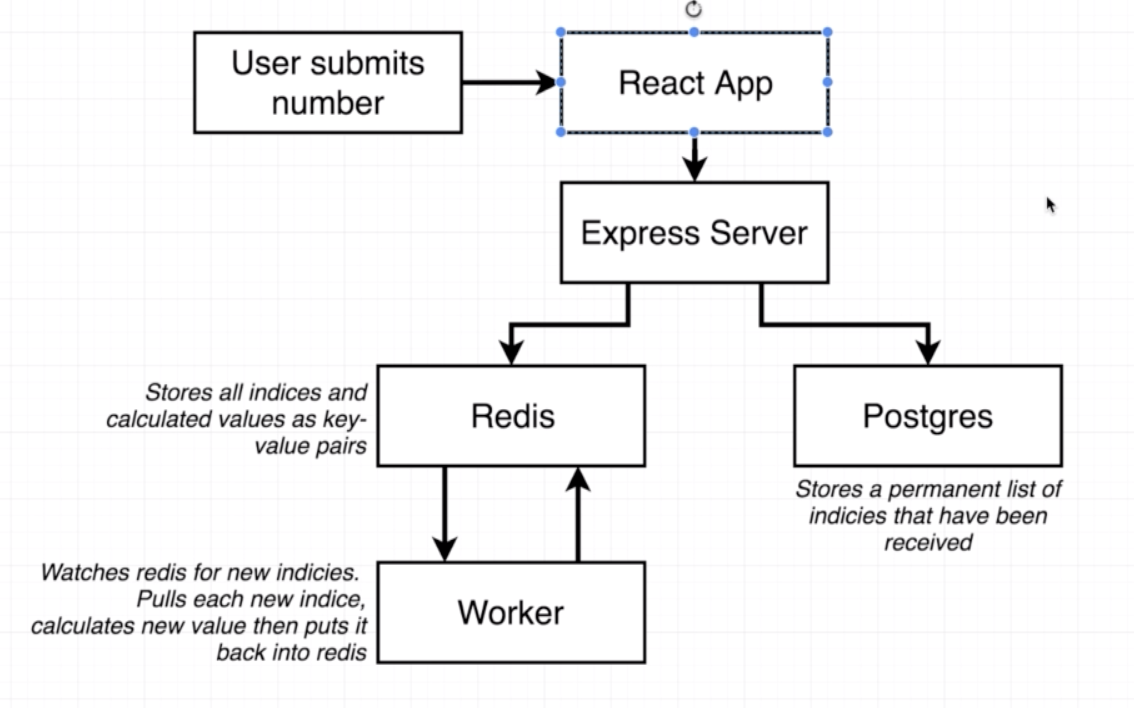 User submits
number
React App
Express Server
Stores all indices and
calculated values as key-
value pairs
Redis
Postgres
Stores a permanent list of
indicies that have been
received
Watches redis for new indicies.
Pulls each new indice,
calculates new value then puts it
back into redis
Worker